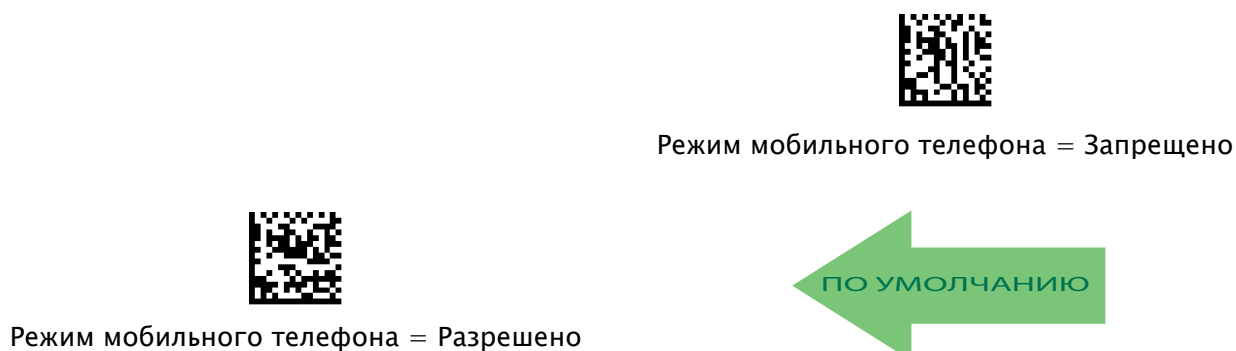 Режим мобильного телефона = Запрещено
ПО УМОЛЧАНИЮ
Режим мобильного телефона = Разрешено